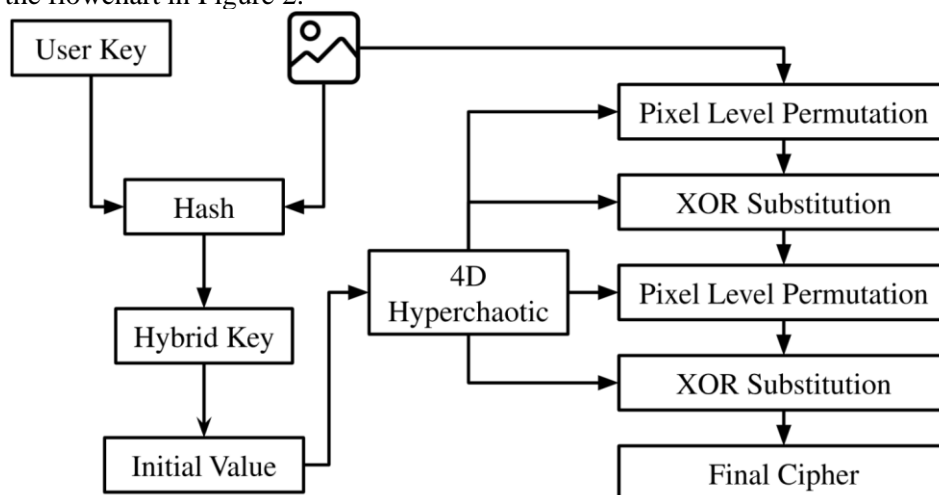 the flowchart in Figure 2.
User Key
Hash
Hybrid Key
Initial Value
4D
Hyperchaotic
Pixel Level Permutation
XOR Substitution
Pixel Level Permutation
XOR Substitution
Final Cipher